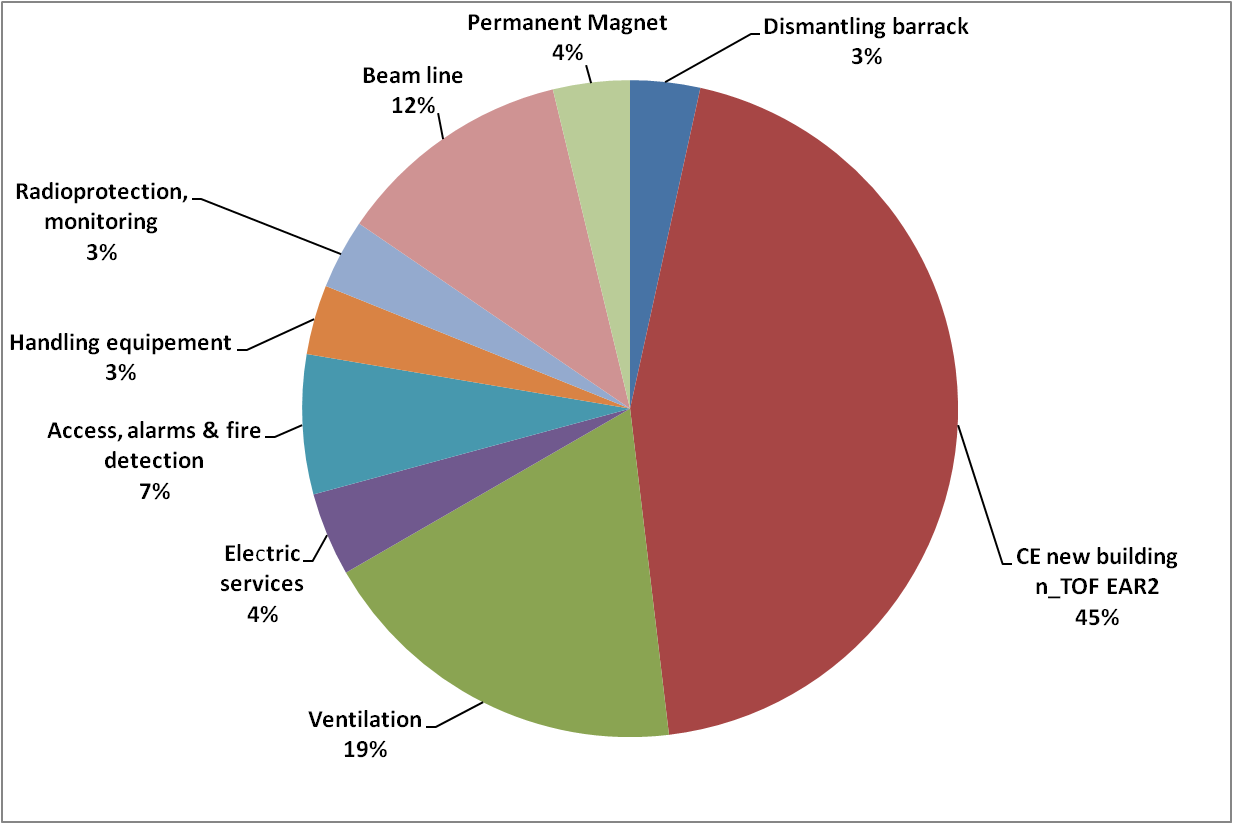 Permanent Magnet
4%
Dismantling barrack
3%
Beam line
12%
Radioprotection,
monitoring
3%
Handling equipement
3%
Access, alarms & fire
detection
7%
Electric
services
4%
CE new building
n_TOF EAR2
45%
Ventilation
19%